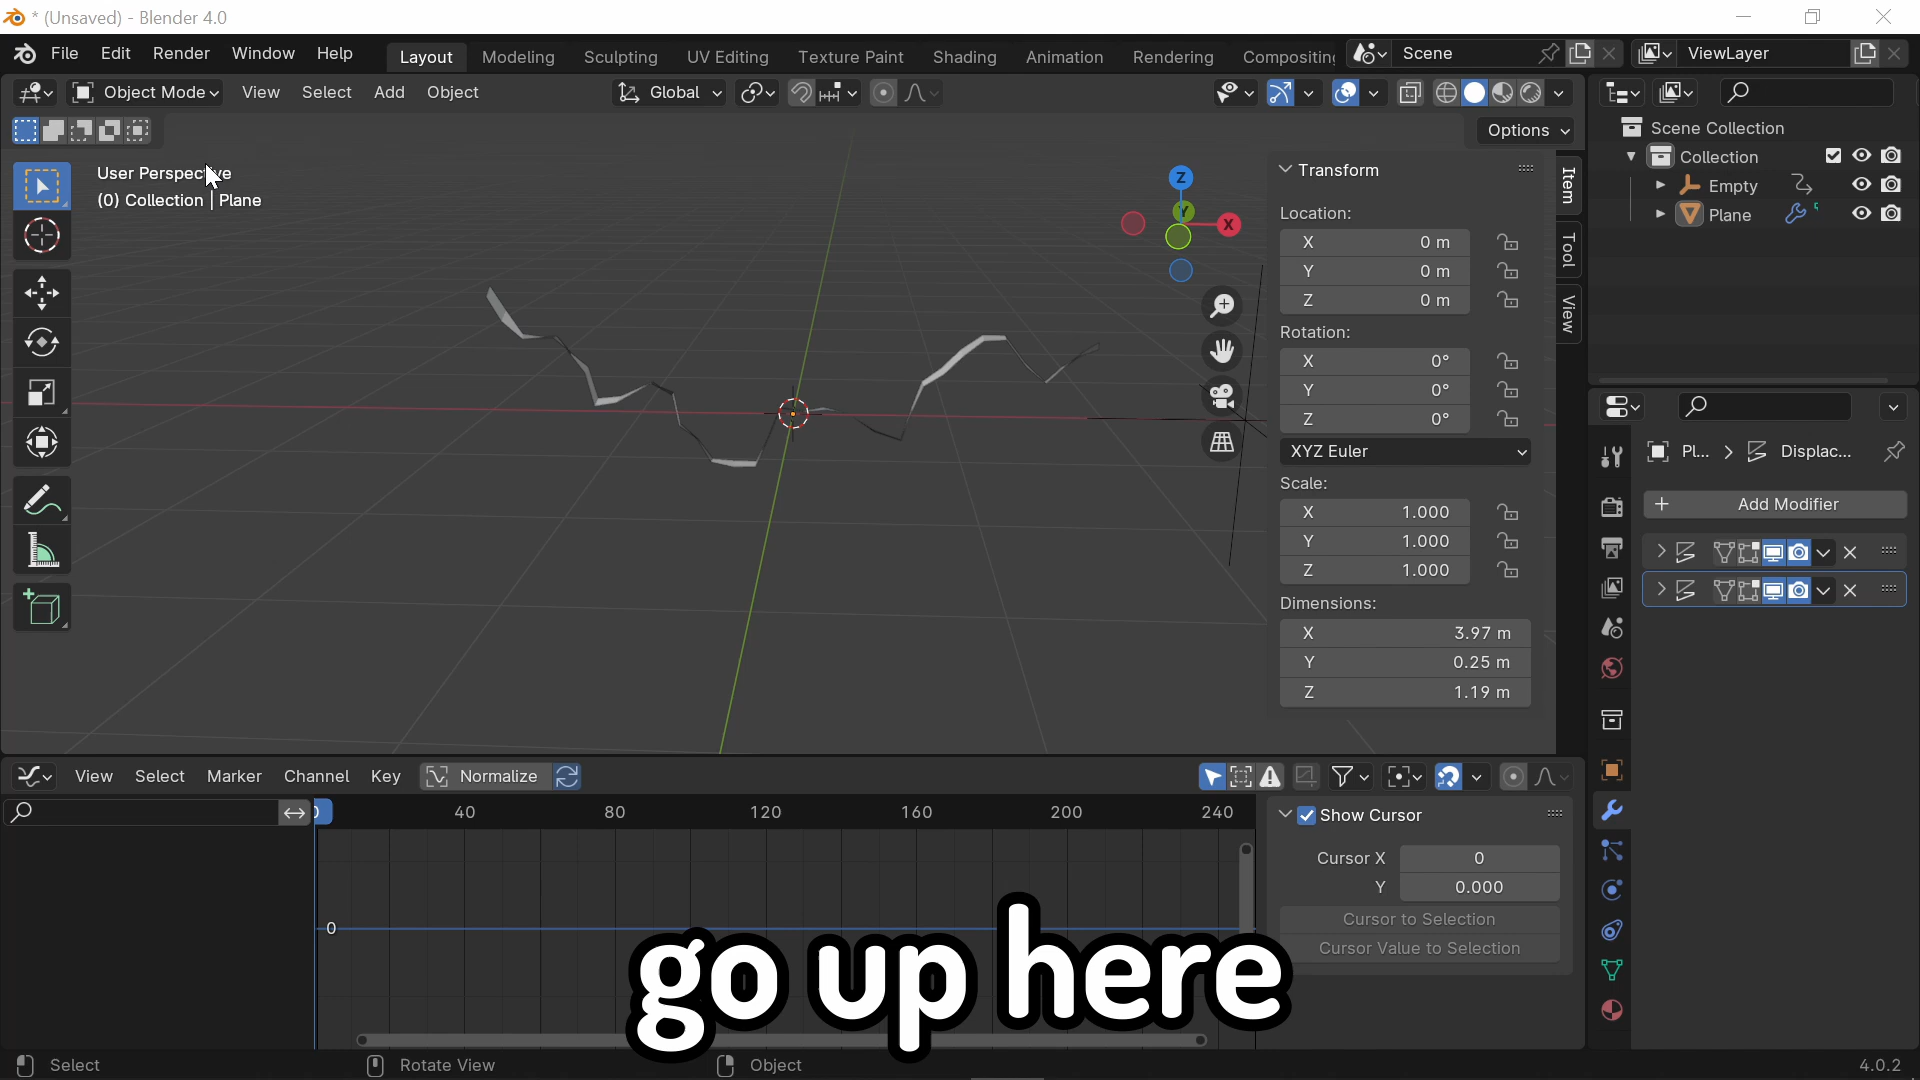 * (Unsaved) - Blender 4.0
File Edit Render Window Help Layout Modeling Sculpting UV Editing Texture Paint Shading Animation Rendering Compositing Scene ViewLayer
Object Mode View Select Add Object Global
Options
User Perspective
(0) Collection | Plane
Z
Y
X
Transform
Location:
X 0 m
Y 0 m
Z 0 m
Rotation:
X 0°
Y 0°
Z 0°
XYZ Euler
Scale:
X 1.000
Y 1.000
Z 1.000
Dimensions:
X 3.97 m
Y 0.25 m
Z 1.19 m
Item
Tool
View
Scene Collection
Collection
Empty
Plane
Pl... Displac...
Add Modifier
View Select Marker Channel Key Normalize
40 80 120 160 200 240
0
Show Cursor
Cursor X 0
Y 0.000
Cursor to Selection
Cursor Value to Selection
go up here
Select Rotate View Object 4.0.2